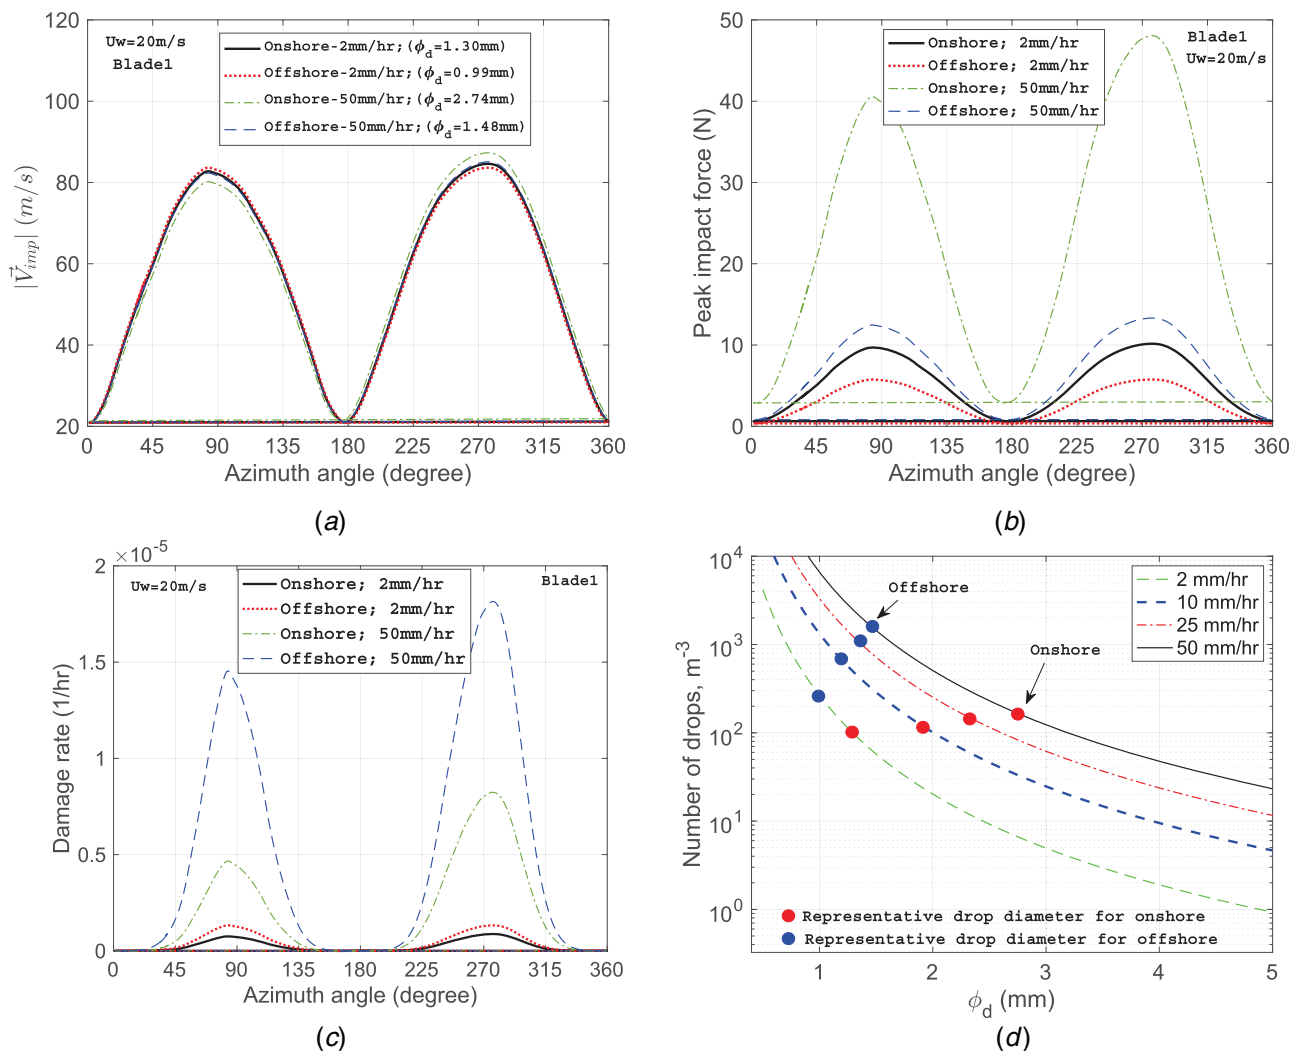 120
100
80
60
40
20
|V⃗imp| (m/s)
Uw=20m/s
Blade1
Onshore-2mm/hr;(ϕd=1.30mm)
Offshore-2mm/hr;(ϕd=0.99mm)
Onshore-50mm/hr;(ϕd=2.74mm)
Offshore-50mm/hr;(ϕd=1.48mm)
0 45 90 135 180 225 270 315 360
Azimuth angle (degree)
(a)
50
40
30
20
10
0
Peak impact force (N)
Onshore; 2mm/hr
Offshore; 2mm/hr
Onshore; 50mm/hr
Offshore; 50mm/hr
Blade1
Uw=20m/s
0 45 90 135 180 225 270 315 360
Azimuth angle (degree)
(b)
×10-5
2
1.5
1
0.5
0
Damage rate (1/hr)
Uw=20m/s
Onshore; 2mm/hr
Offshore; 2mm/hr
Onshore; 50mm/hr
Offshore; 50mm/hr
Blade1
0 45 90 135 180 225 270 315 360
Azimuth angle (degree)
(c)
10^4
10^3
10^2
10^1
10^0
Number of drops, m-3
Offshore
Onshore
2 mm/hr
10 mm/hr
25 mm/hr
50 mm/hr
Representative drop diameter for onshore
Representative drop diameter for offshore
1 2 3 4 5
ϕd (mm)
(d)